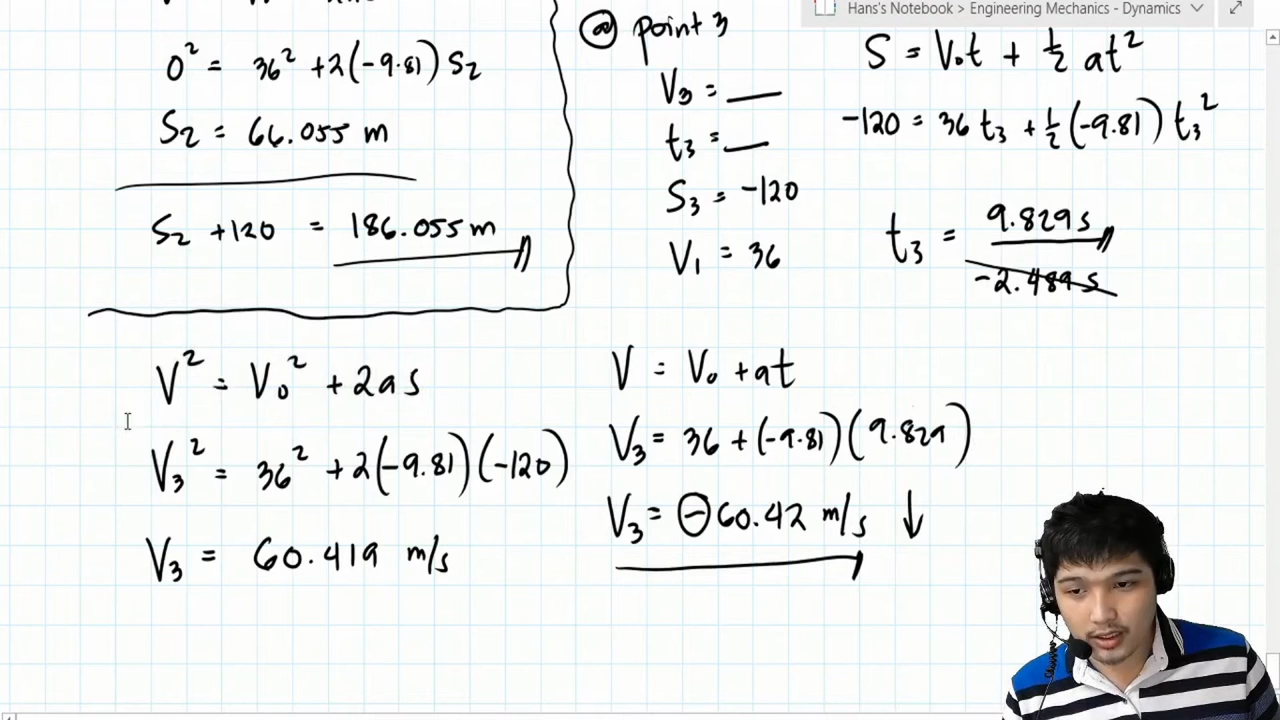 Hans's Notebook > Engineering Mechanics - Dynamics
0² = 36² + 2(-9.81) S₂
S₂ = 66.055 m
S₂ + 120 = 186.055 m
@ point 3
V₃ = __
t₃ = __
S₃ = -120
V₁ = 36
S = V₀t + ½ at²
-120 = 36 t₃ + ½ (-9.81) t₃²
t₃ = 9.829 s
-2.489 s
V² = V₀² + 2as
V₃² = 36² + 2(-9.81)(-120)
V₃ = 60.419 m/s
V = V₀ + at
V₃ = 36 + (-9.81)(9.829)
V₃ = -60.42 m/s ↓